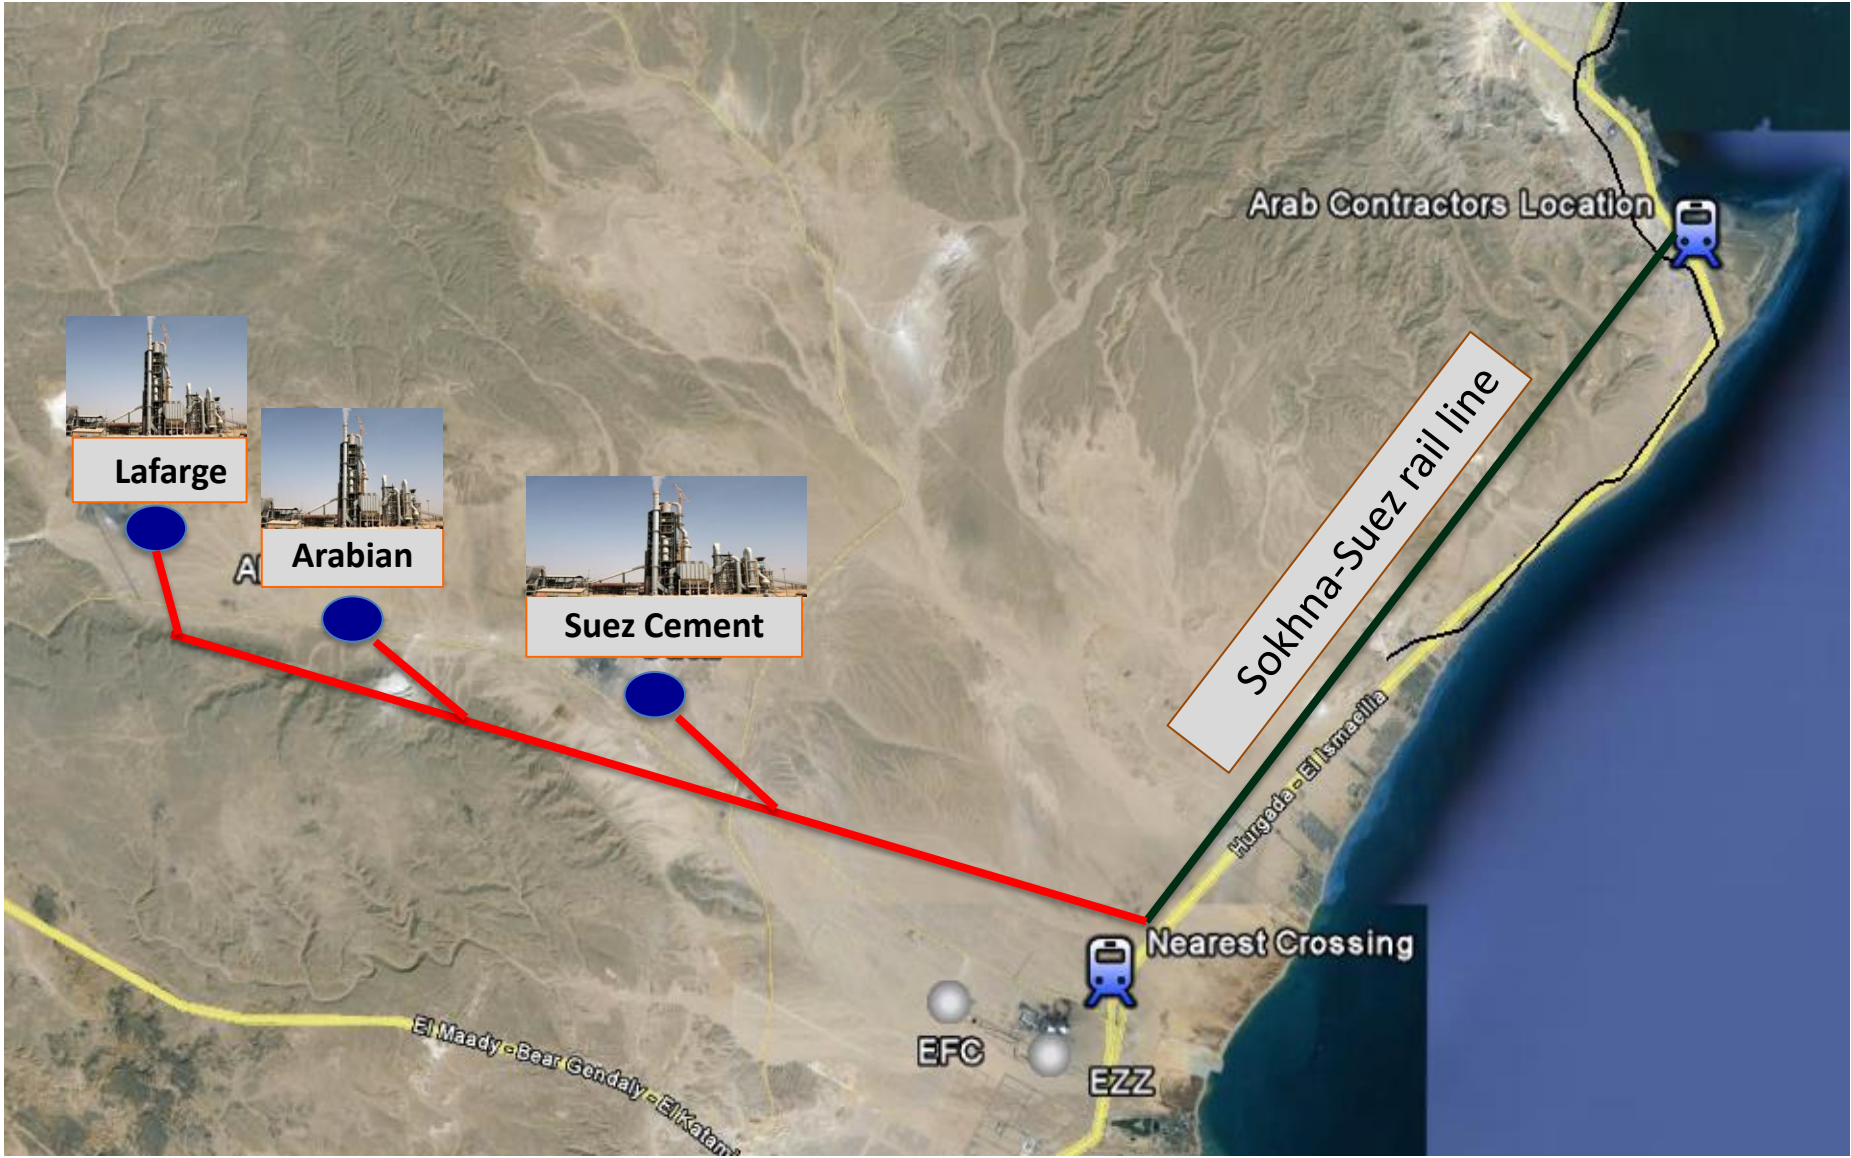 Arab Contractors Location
Lafarge
Arabian
Suez Cement
Sokhna-Suez rail line
Hurgada - El Ismaeilia
Nearest Crossing
EFC
EZZ
El Maady - Bear Gendaly - El Katami